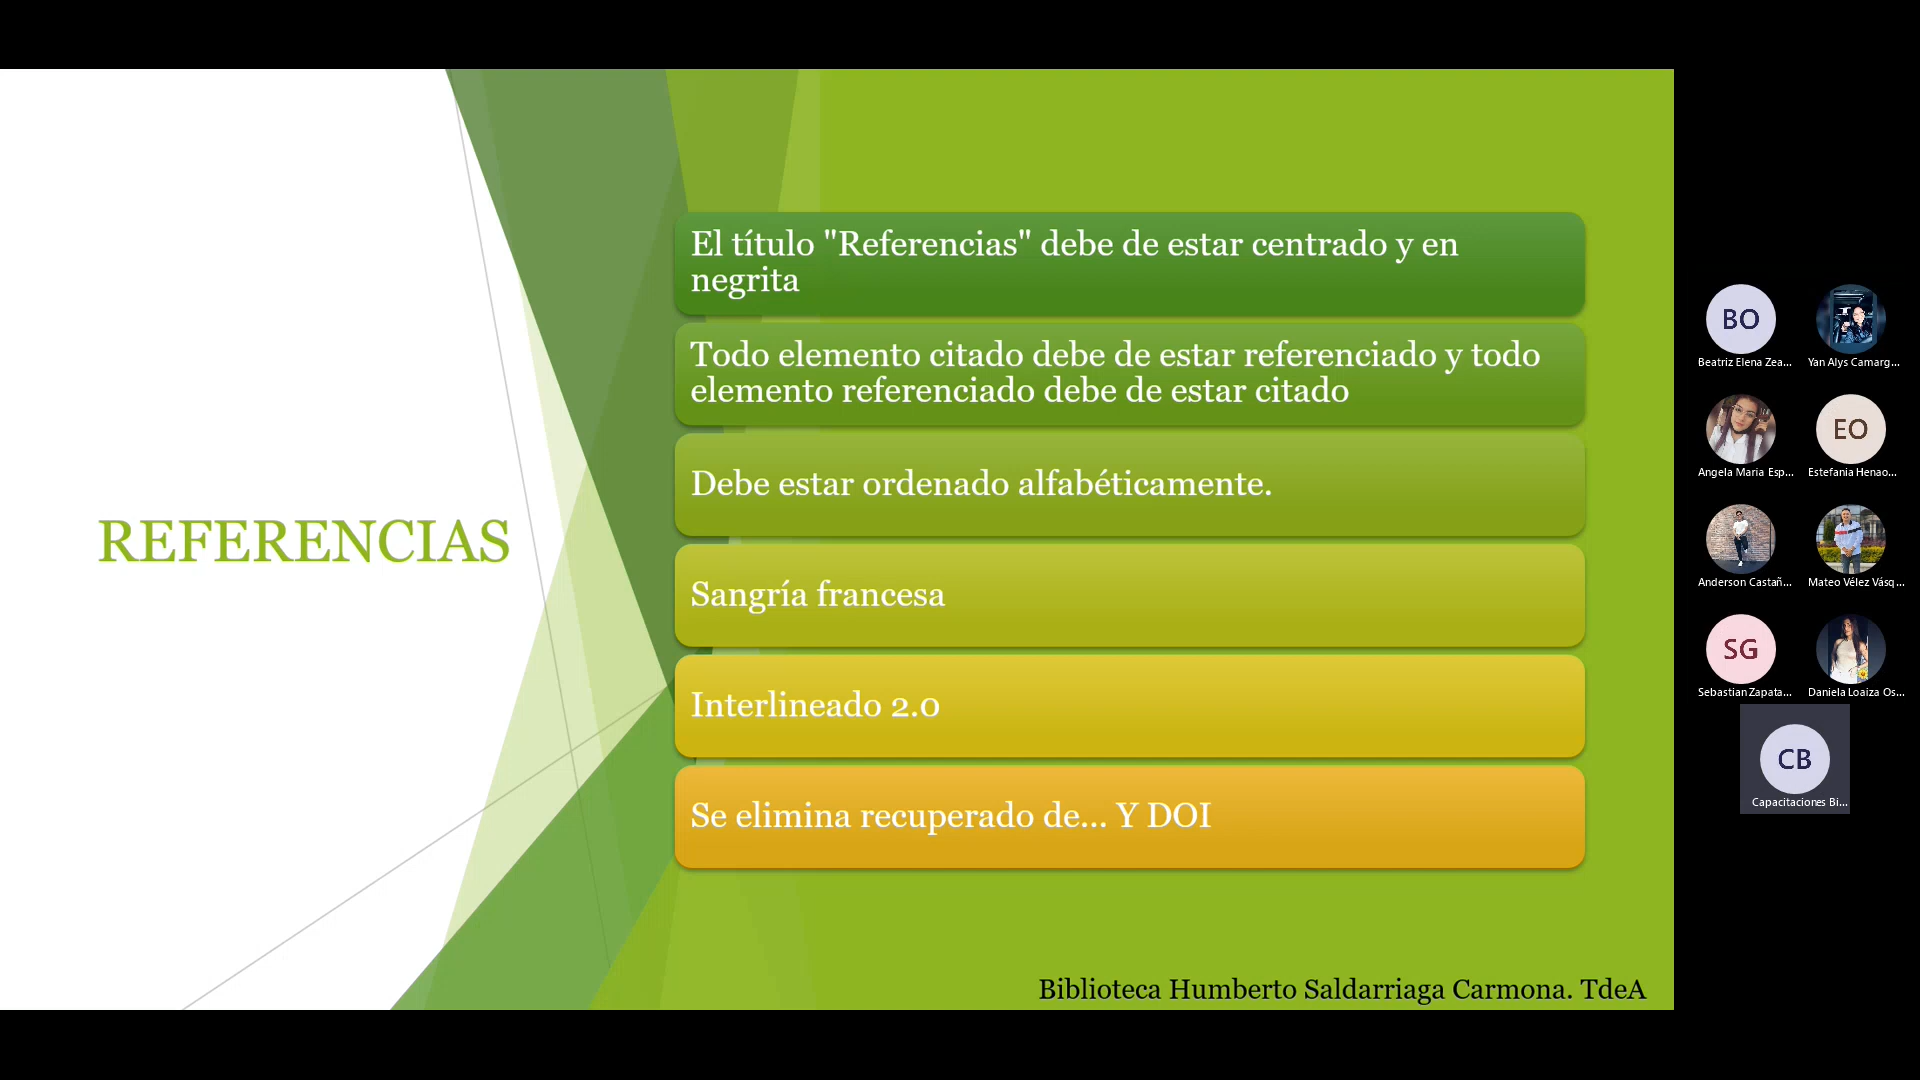 REFERENCIAS
El título "Referencias" debe de estar centrado y en
negrita
Todo elemento citado debe de estar referenciado y todo
elemento referenciado debe de estar citado
Debe estar ordenado alfabéticamente.
Sangría francesa
Interlineado 2.0
Se elimina recuperado de... Y DOI
Biblioteca Humberto Saldarriaga Carmona. TdeA
BO
Beatriz Elena Zea...
Yan Alys Camarg...
Angela María Esp...
EO
Estefania Henao...
Anderson Castañ...
Mateo Vélez Vásq...
SG
Sebastian Zapata...
Daniela Loaiza Os...
CB
Capacitaciones Bi...